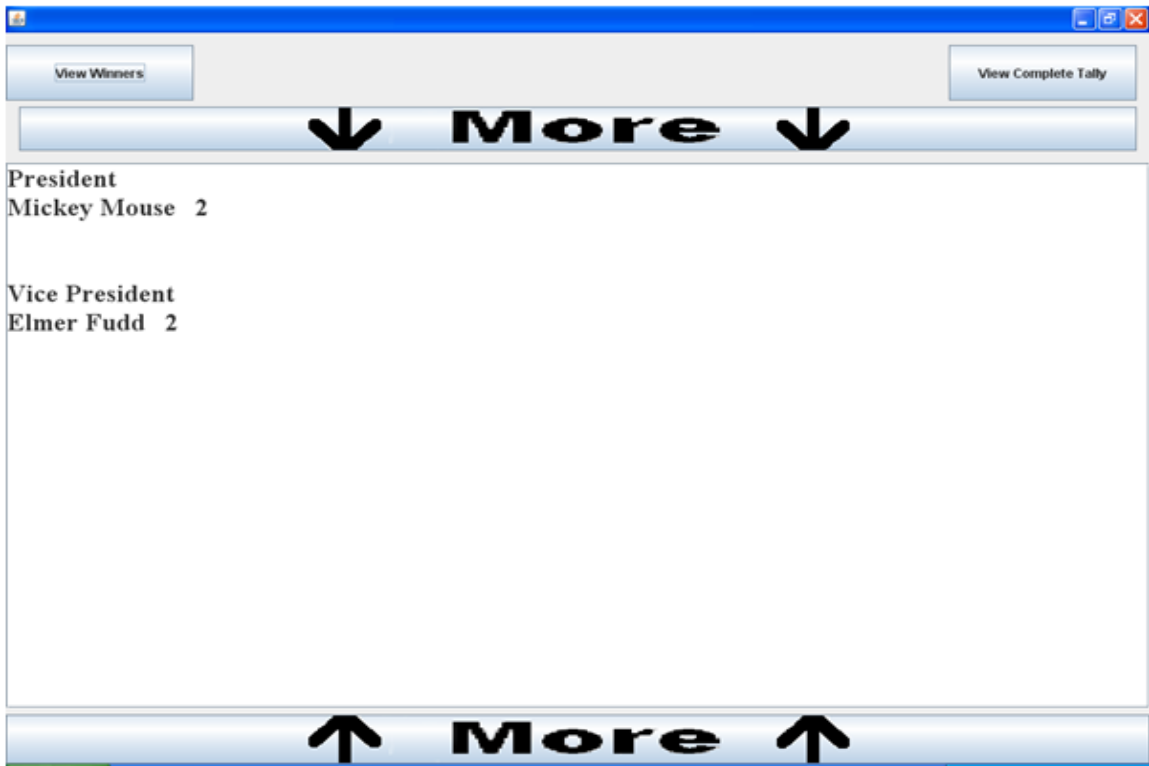 View Winners
View Complete Tally
More
President
Mickey Mouse 2
Vice President
Elmer Fudd 2
More